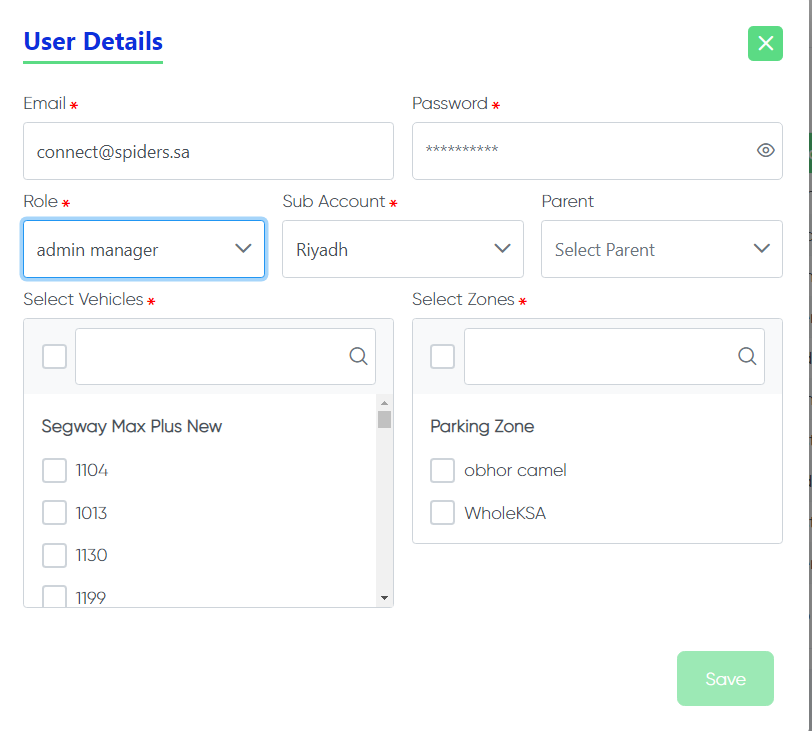 User Details
Email *
Password *
connect@spiders.sa
**********
Role *
Sub Account *
Parent
admin manager
Riyadh
Select Parent
Select Vehicles *
Select Zones *
Segway Max Plus New
Parking Zone
1104
obhor camel
1013
WholeKSA
1130
1199
Save